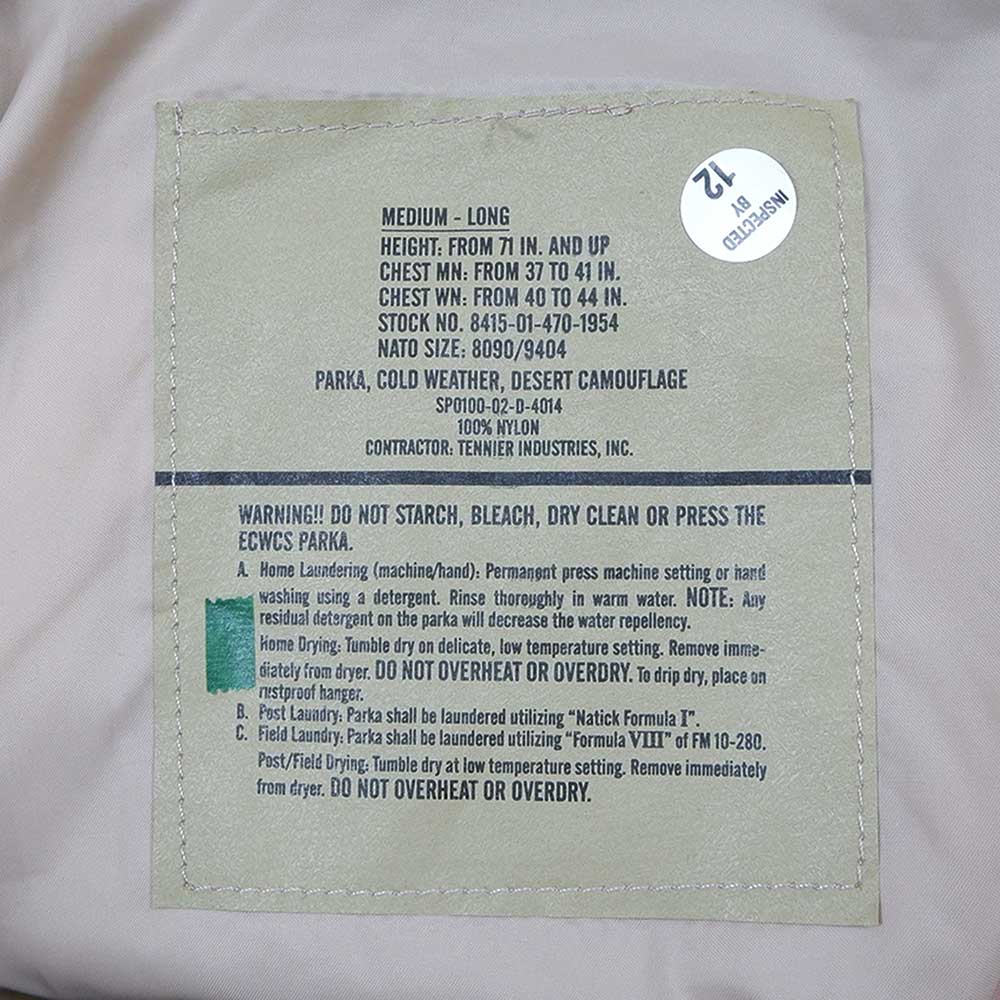 INSPECTED
BY
12
MEDIUM - LONG
HEIGHT: FROM 71 IN. AND UP
CHEST MN: FROM 37 TO 41 IN.
CHEST WN: FROM 40 TO 44 IN.
STOCK NO. 8415-01-470-1954
NATO SIZE: 8090/9404
PARKA, COLD WEATHER, DESERT CAMOUFLAGE
SP0100-02-D-4014
100% NYLON
CONTRACTOR: TENNIER INDUSTRIES, INC.
WARNING!! DO NOT STARCH, BLEACH, DRY CLEAN OR PRESS THE
ECWCS PARKA.
A. Home Laundering (machine/hand): Permanent press machine setting or hand
washing using a detergent. Rinse thoroughly in warm water. NOTE: Any
residual detergent on the parka will decrease the water repellency.
Home Drying: Tumble dry on delicate, low temperature setting. Remove imme-
diately from dryer. DO NOT OVERHEAT OR OVERDRY. To drip dry, place on
rustproof hanger.
B. Post Laundry: Parka shall be laundered utilizing “Natick Formula I”.
C. Field Laundry: Parka shall be laundered utilizing “Formula VIII” of FM 10-280.
Post/Field Drying: Tumble dry at low temperature setting. Remove immediately
from dryer. DO NOT OVERHEAT OR OVERDRY.